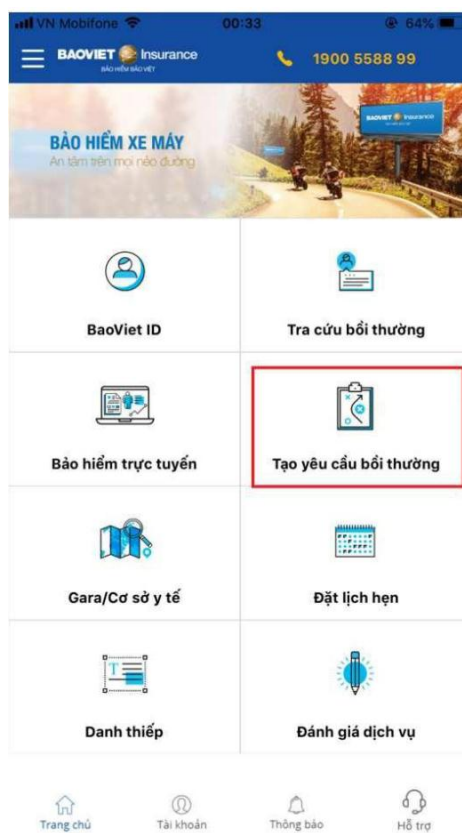 VN Mobifone 00:33 64%
BAOVIET Insurance 1900 5588 99
BẢO HIỂM BẢO VIỆT
BẢO HIỂM XE MÁY
An tâm trên mọi nẻo đường
BAOVIET Insurance
BaoViet ID
Tra cứu bồi thường
Bảo hiểm trực tuyến
Tạo yêu cầu bồi thường
Gara/Cơ sở y tế
Đặt lịch hẹn
T
Danh thiếp
Đánh giá dịch vụ
Trang chủ Tài khoản Thông báo Hỗ trợ